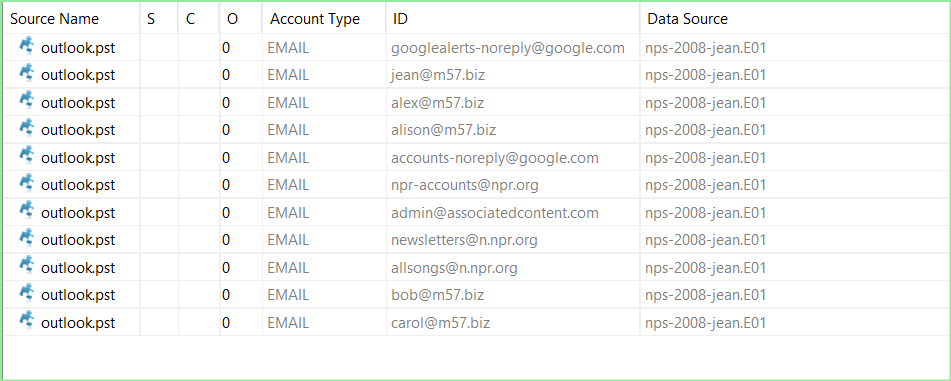 Source Name S C O Account Type ID Data Source
outlook.pst 0 EMAIL googlealerts-noreply@google.com nps-2008-jean.E01
outlook.pst 0 EMAIL jean@m57.biz nps-2008-jean.E01
outlook.pst 0 EMAIL alex@m57.biz nps-2008-jean.E01
outlook.pst 0 EMAIL alison@m57.biz nps-2008-jean.E01
outlook.pst 0 EMAIL accounts-noreply@google.com nps-2008-jean.E01
outlook.pst 0 EMAIL npr-accounts@npr.org nps-2008-jean.E01
outlook.pst 0 EMAIL admin@associatedcontent.com nps-2008-jean.E01
outlook.pst 0 EMAIL newsletters@n.npr.org nps-2008-jean.E01
outlook.pst 0 EMAIL allsongs@n.npr.org nps-2008-jean.E01
outlook.pst 0 EMAIL bob@m57.biz nps-2008-jean.E01
outlook.pst 0 EMAIL carol@m57.biz nps-2008-jean.E01